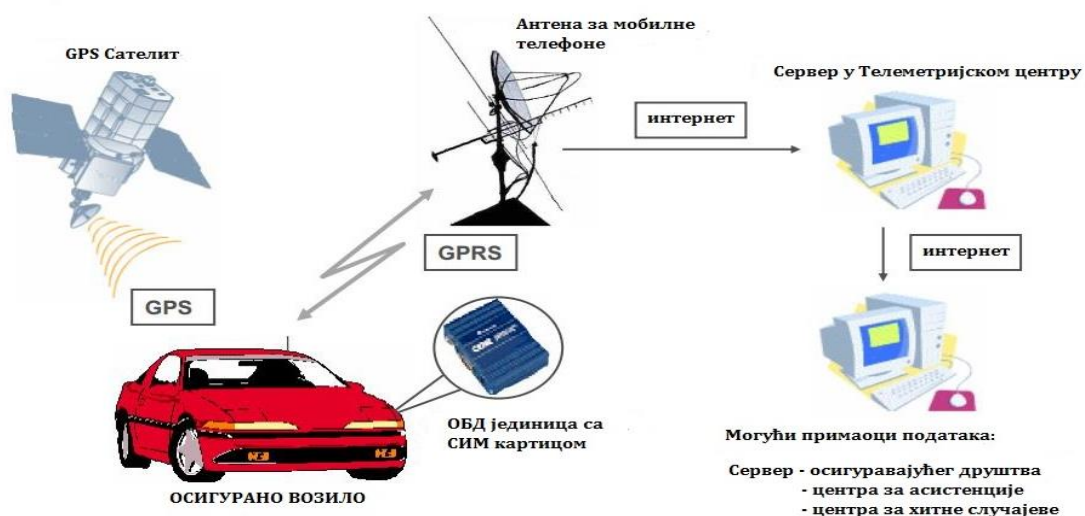 GPS Сателит
Антена за мобилне
телефоне
Сервер у Телеметријском центру
интернет
GPRS
интернет
GPS
ОБД јединица са
СИМ картицом
ОСИГУРАНО ВОЗИЛО
Могући примаоци података:
Сервер - осигуравајућег друштва
- центра за асистенције
- центра за хитне случајеве